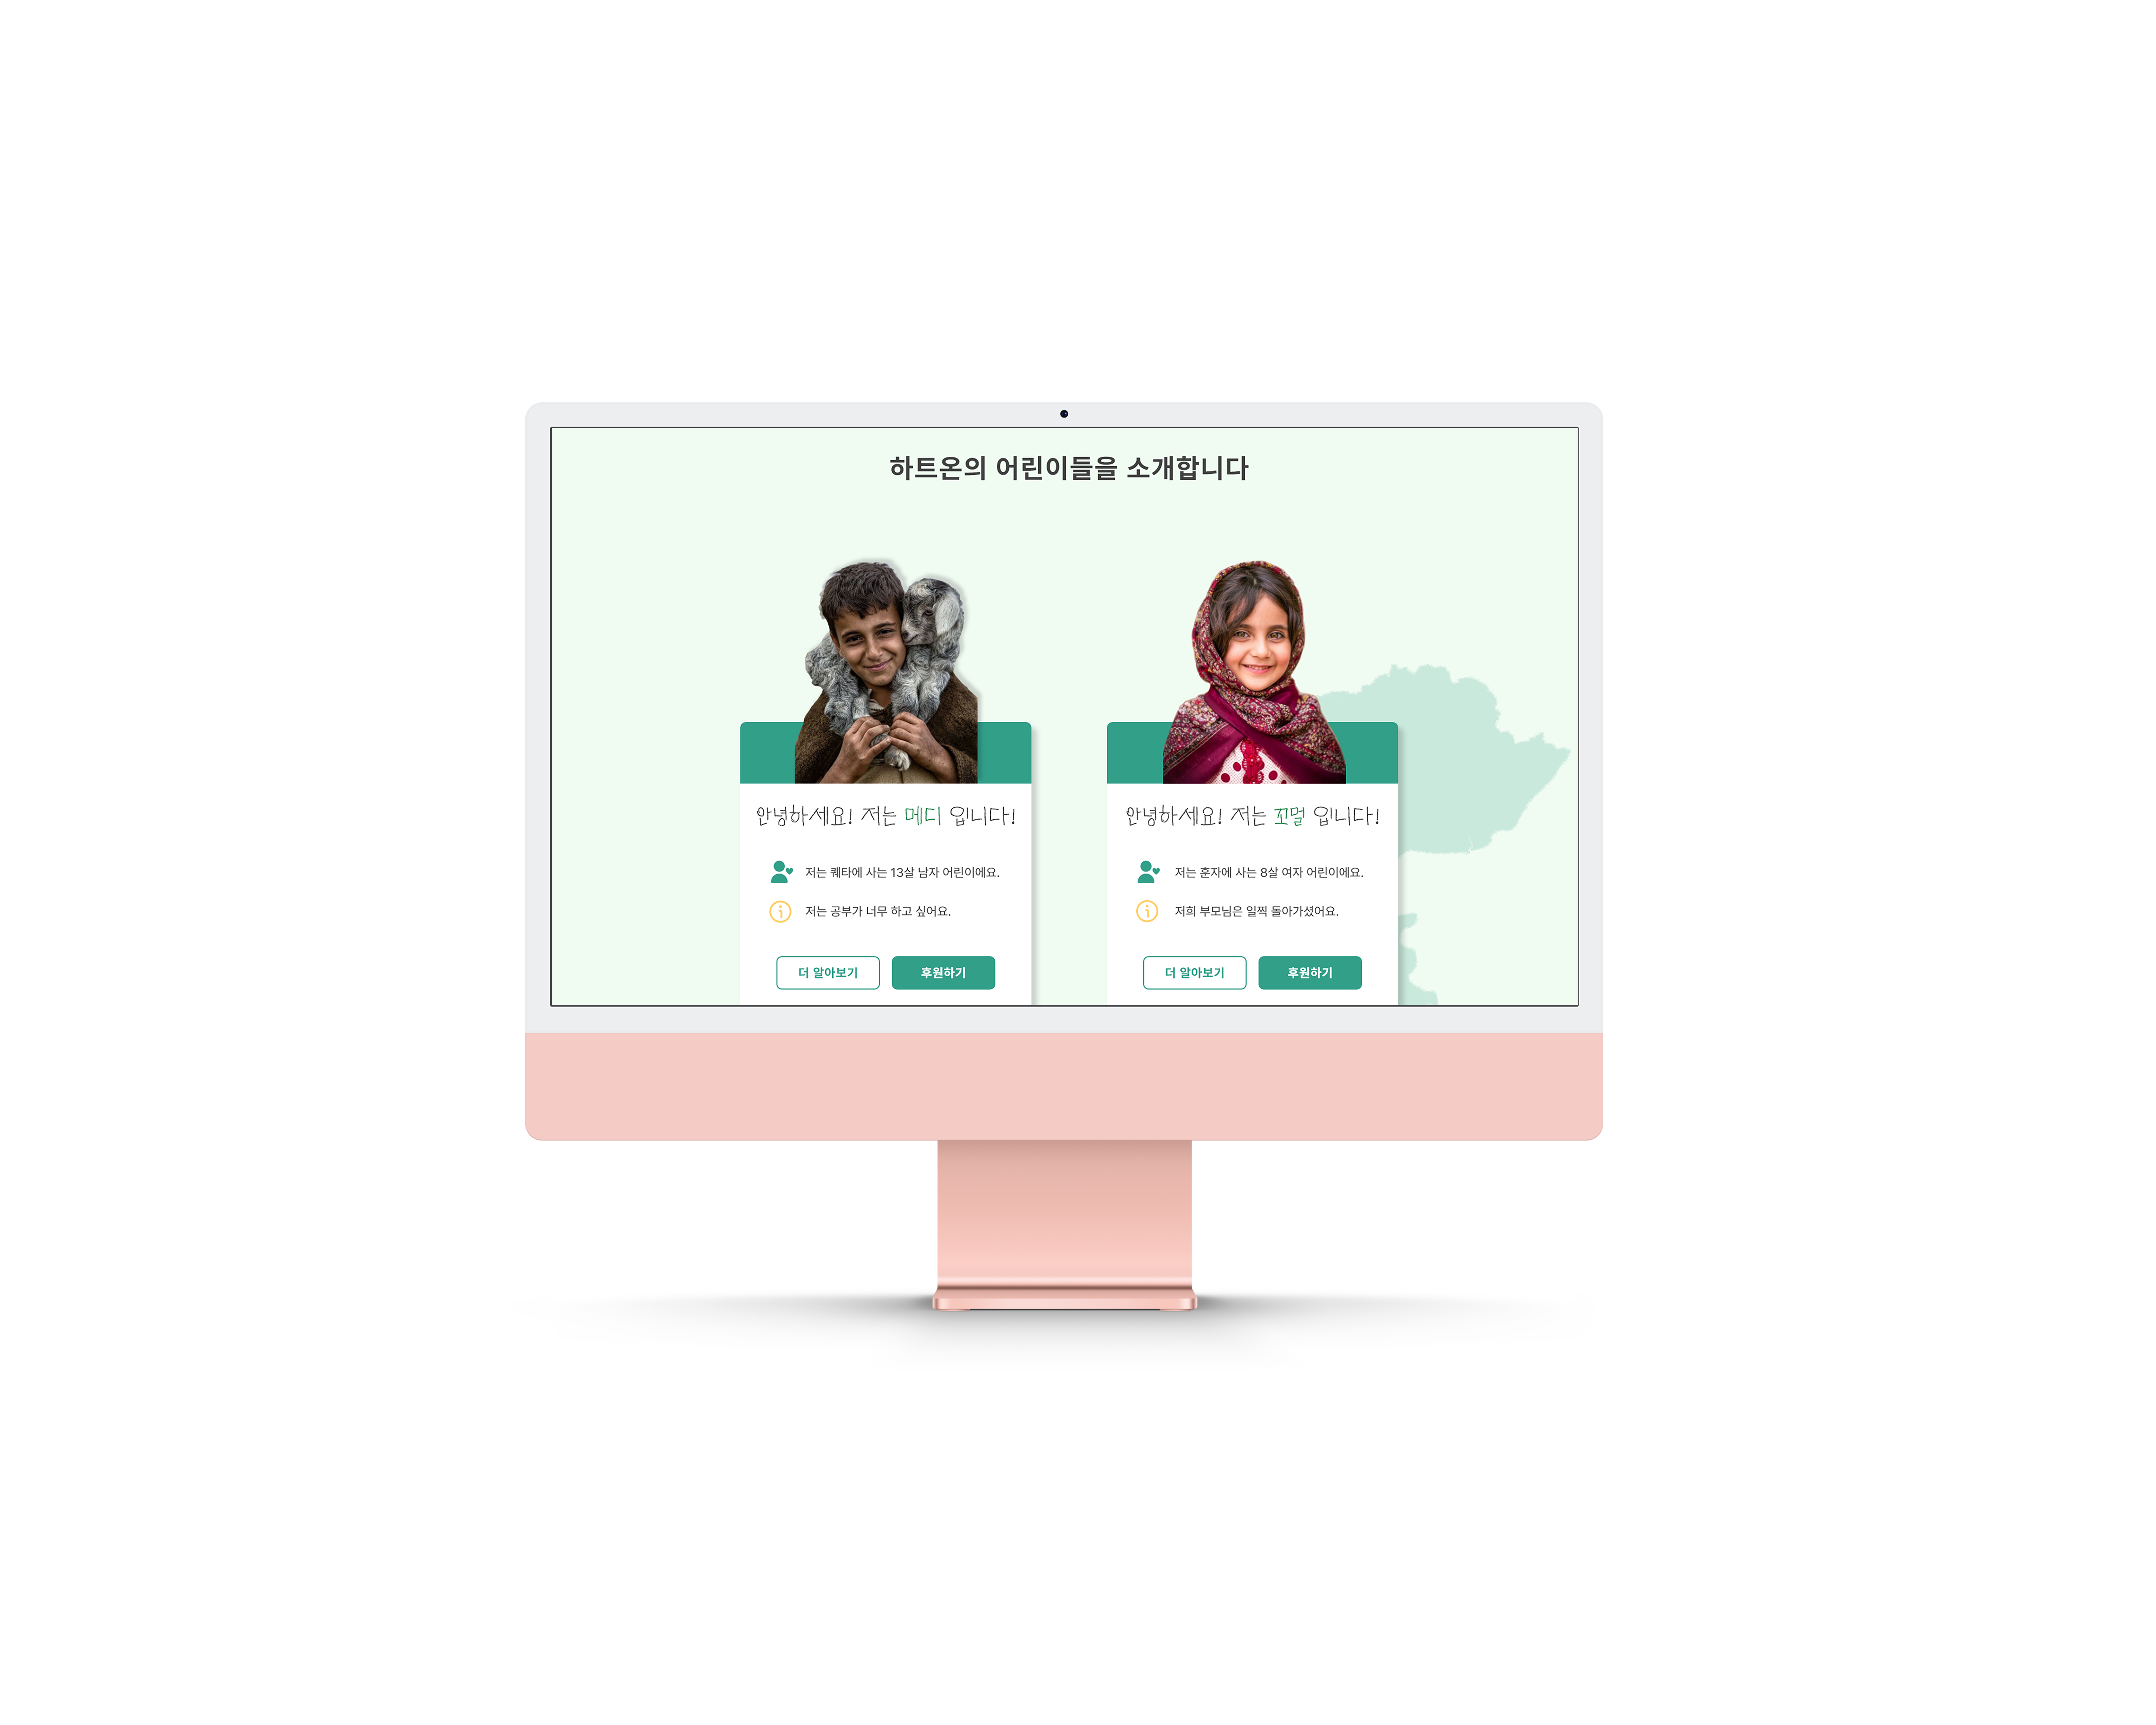 하트온의 어린이들을 소개합니다
안녕하세요! 저는 메디 입니다!
저는 퀘타에 사는 13살 남자 어린이에요.
저는 공부가 너무 하고 싶어요.
더 알아보기 후원하기
안녕하세요! 저는 꼬멀 입니다!
저는 훈자에 사는 8살 여자 어린이에요.
저희 부모님은 일찍 돌아가셨어요.
더 알아보기 후원하기